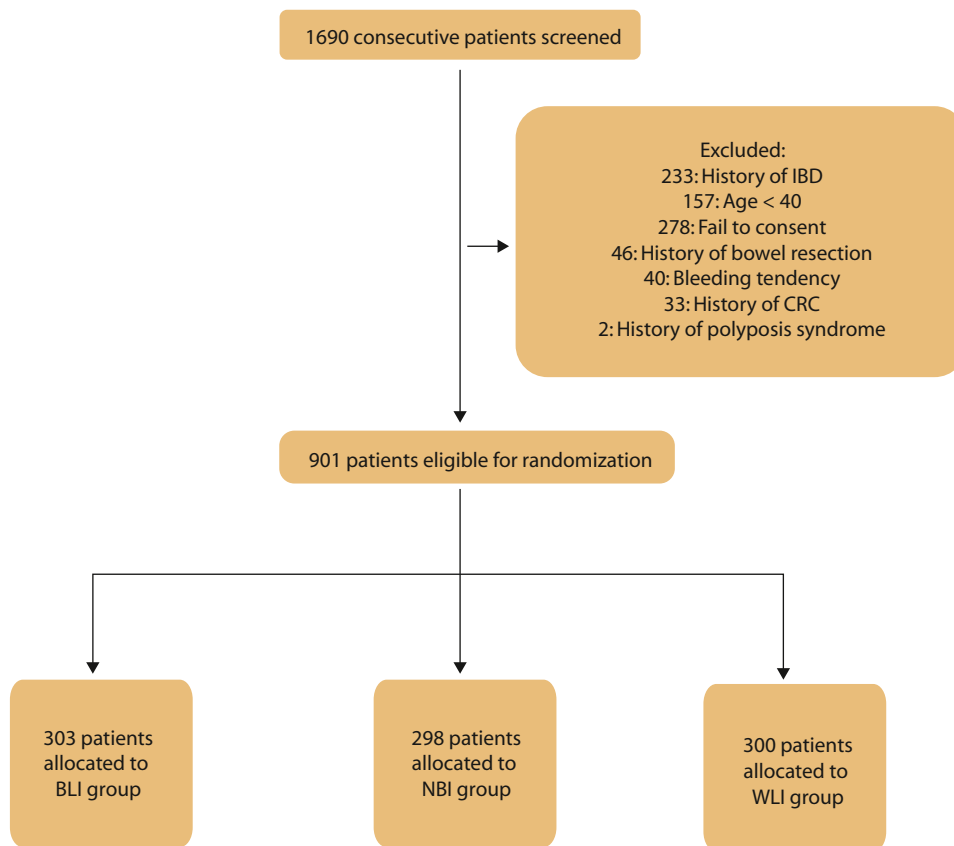 1690 consecutive patients screened
Excluded:
233: History of IBD
157: Age < 40
278: Fail to consent
46: History of bowel resection
40: Bleeding tendency
33: History of CRC
2: History of polyposis syndrome
901 patients eligible for randomization
303 patients
allocated to
BLI group
298 patients
allocated to
NBI group
300 patients
allocated to
WLI group